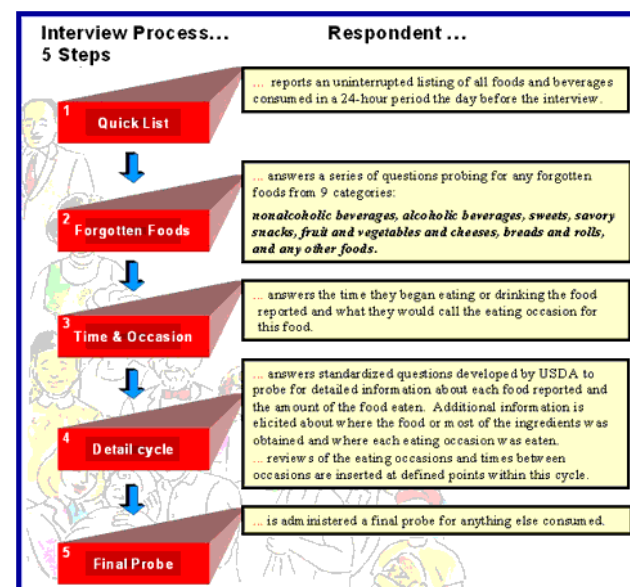 Interview Process...
5 Steps
Respondent ...
1
Quick List
... reports an uninterrupted listing of all foods and beverages
consumed in a 24-hour period the day before the interview.
2
Forgotten Foods
... answers a series of questions probing for any forgotten
foods from 9 categories:
nonalcoholic beverages, alcoholic beverages, sweets, savory
snacks, fruit and vegetables and cheeses, breads and rolls,
and any other foods.
3
Time & Occasion
... answers the time they began eating or drinking the food
reported and what they would call the eating occasion for
this food.
4
Detail cycle
... answers standardized questions developed by USDA to
probe for detailed information about each food reported and
the amount of the food eaten. Additional information is
elicited about where the food or most of the ingredients was
obtained and where each eating occasion was eaten.
... reviews of the eating occasions and times between
occasions are inserted at defined points within this cycle.
5
Final Probe
... is administered a final probe for anything else consumed.